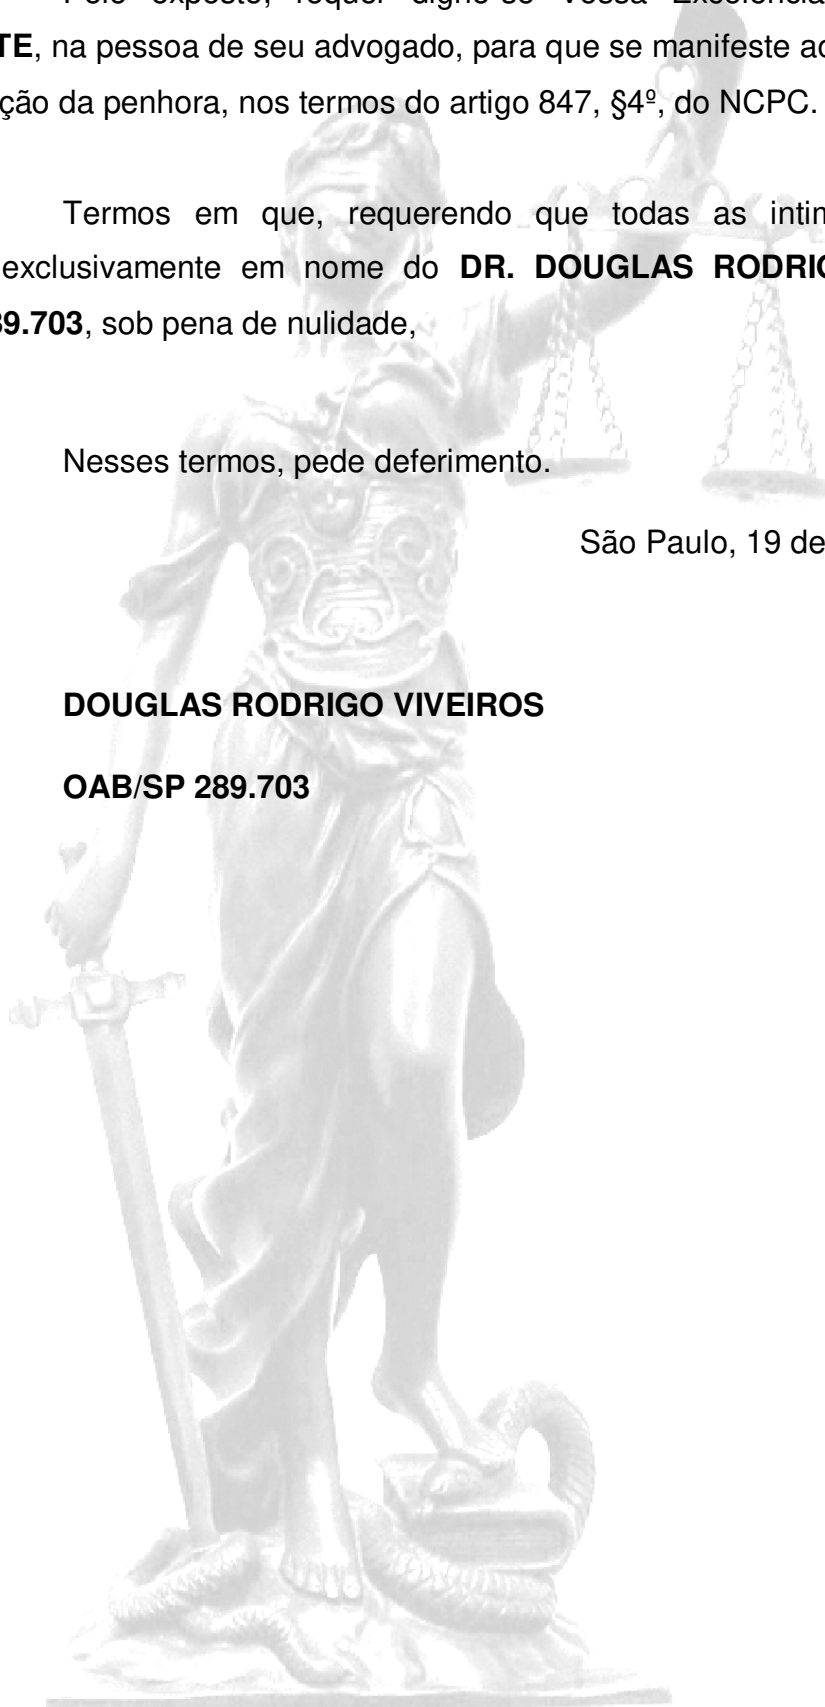 Pelo exposto, requer digne-se Vossa Excelência
TE, na pessoa de seu advogado, para que se manifeste ac
ção da penhora, nos termos do artigo 847, §4º, do NCPC.
Termos em que, requerendo que todas as intin
exclusivamente em nome do DR. DOUGLAS RODRIG
89.703, sob pena de nulidade,
Nesses termos, pede deferimento.
São Paulo, 19 de
DOUGLAS RODRIGO VIVEIROS
OAB/SP 289.703